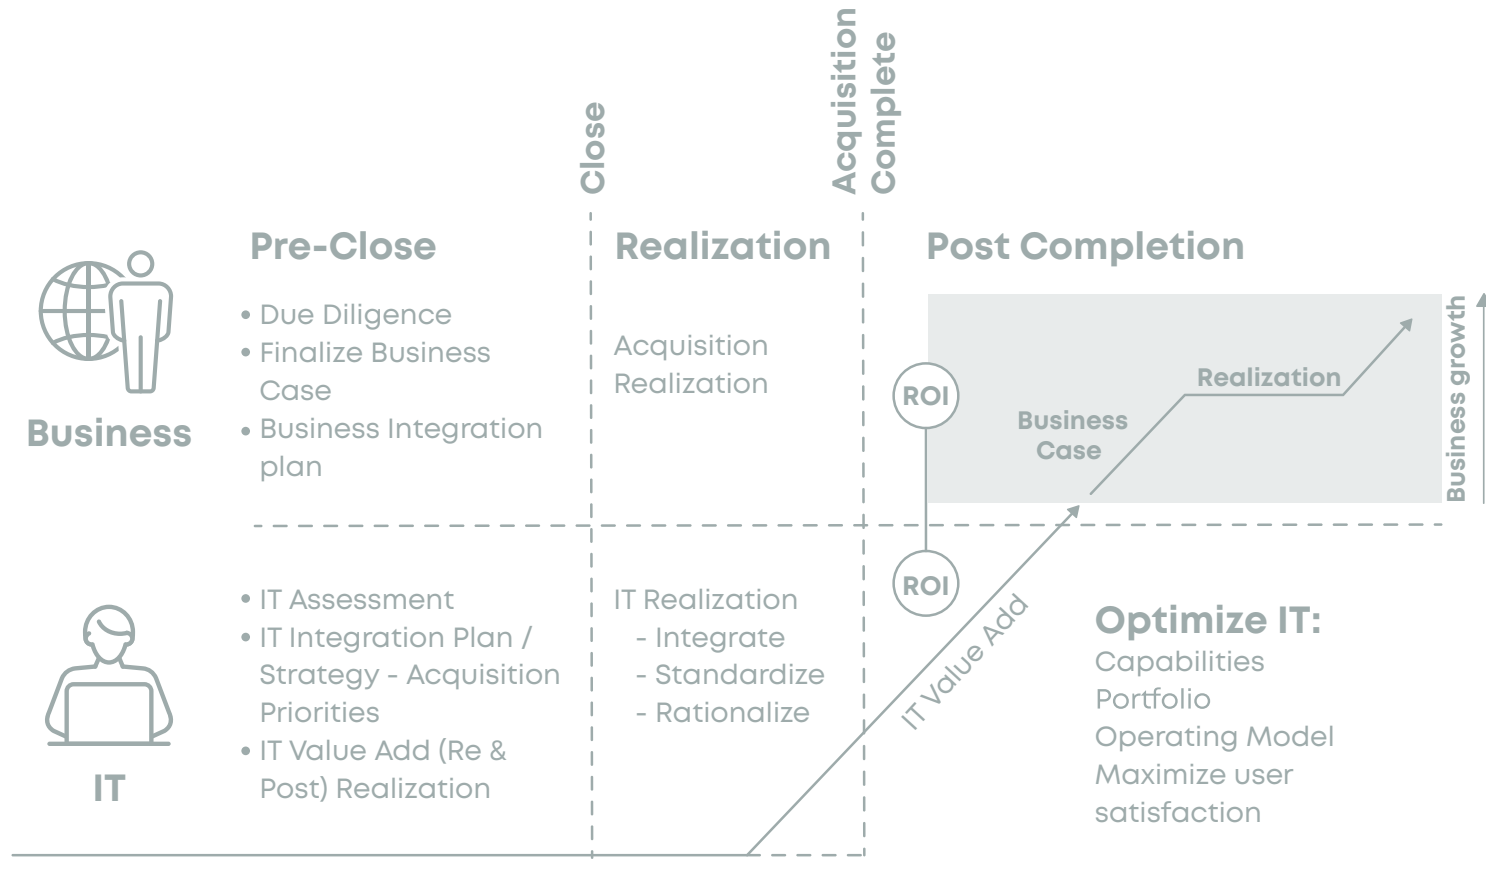 Close
Acquisition
Complete
Pre-Close
Realization
Post Completion
Business
• Due Diligence
• Finalize Business
Case
• Business Integration
plan
Acquisition
Realization
ROI
Business
Case
Realization
Business growth
IT
• IT Assessment
• IT Integration Plan /
Strategy - Acquisition
Priorities
• IT Value Add (Re &
Post) Realization
IT Realization
- Integrate
- Standardize
- Rationalize
ROI
IT Value Add
Optimize IT:
Capabilities
Portfolio
Operating Model
Maximize user
satisfaction